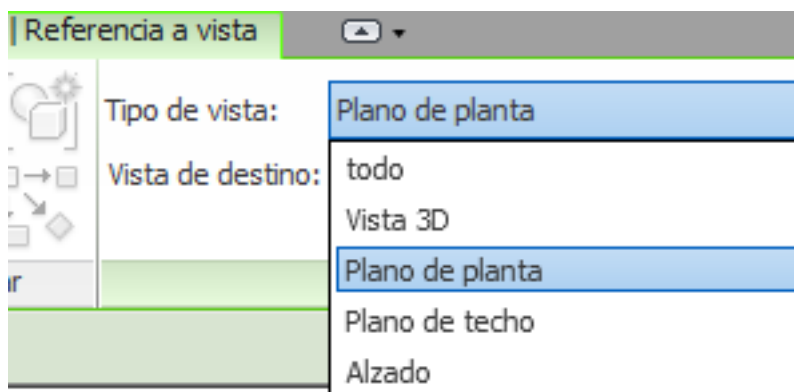 Referencia a vista
Tipo de vista: Plano de planta
Vista de destino:
todo
Vista 3D
Plano de planta
Plano de techo
Alzado